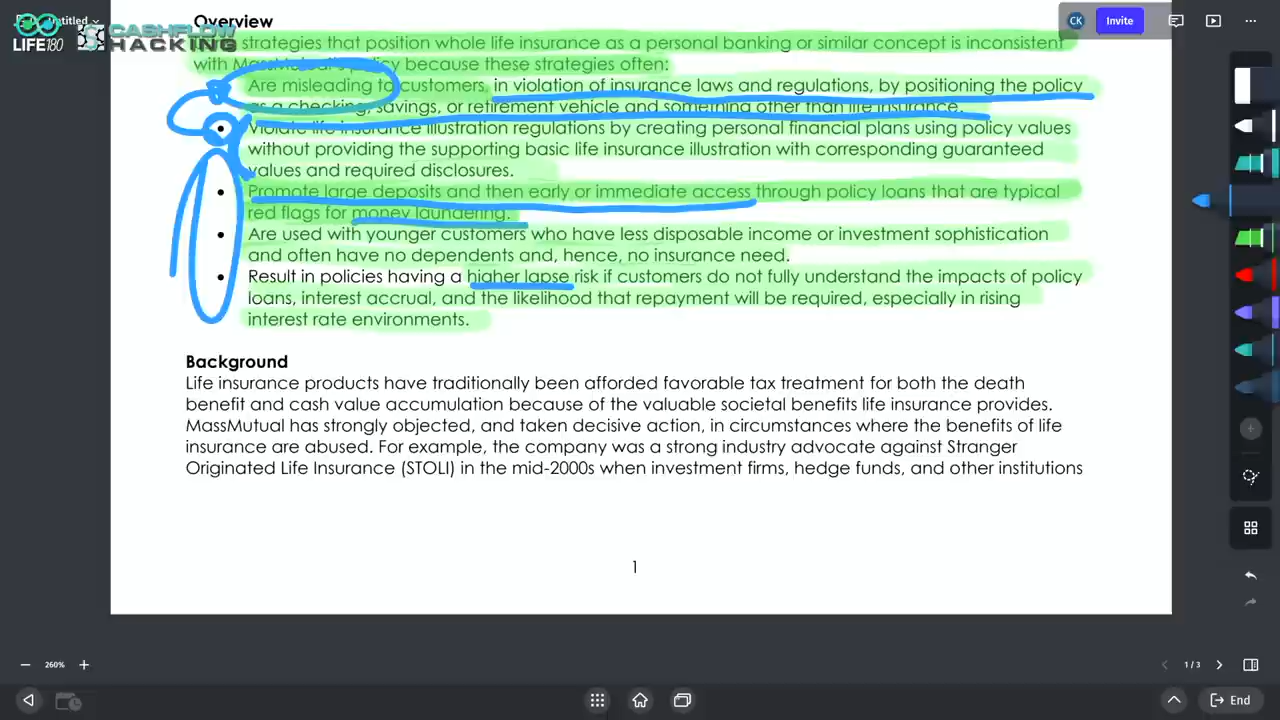 Untitled
LIFE180
CASHFLOW
HACKING
CK
Invite
Overview
strategies that position whole life insurance as a personal banking or similar concept is inconsistent
with MassMutual's policy because these strategies often:
Are misleading to customers, in violation of insurance laws and regulations, by positioning the policy
as a checking, savings, or retirement vehicle and something other than life insurance.
Violate life insurance illustration regulations by creating personal financial plans using policy values
without providing the supporting basic life insurance illustration with corresponding guaranteed
values and required disclosures.
Promote large deposits and then early or immediate access through policy loans that are typical
red flags for money laundering.
Are used with younger customers who have less disposable income or investment sophistication
and often have no dependents and, hence, no insurance need.
Result in policies having a higher lapse risk if customers do not fully understand the impacts of policy
loans, interest accrual, and the likelihood that repayment will be required, especially in rising
interest rate environments.
Background
Life insurance products have traditionally been afforded favorable tax treatment for both the death
benefit and cash value accumulation because of the valuable societal benefits life insurance provides.
MassMutual has strongly objected, and taken decisive action, in circumstances where the benefits of life
insurance are abused. For example, the company was a strong industry advocate against Stranger
Originated Life Insurance (STOLI) in the mid-2000s when investment firms, hedge funds, and other institutions
1
260%
1 / 3
End